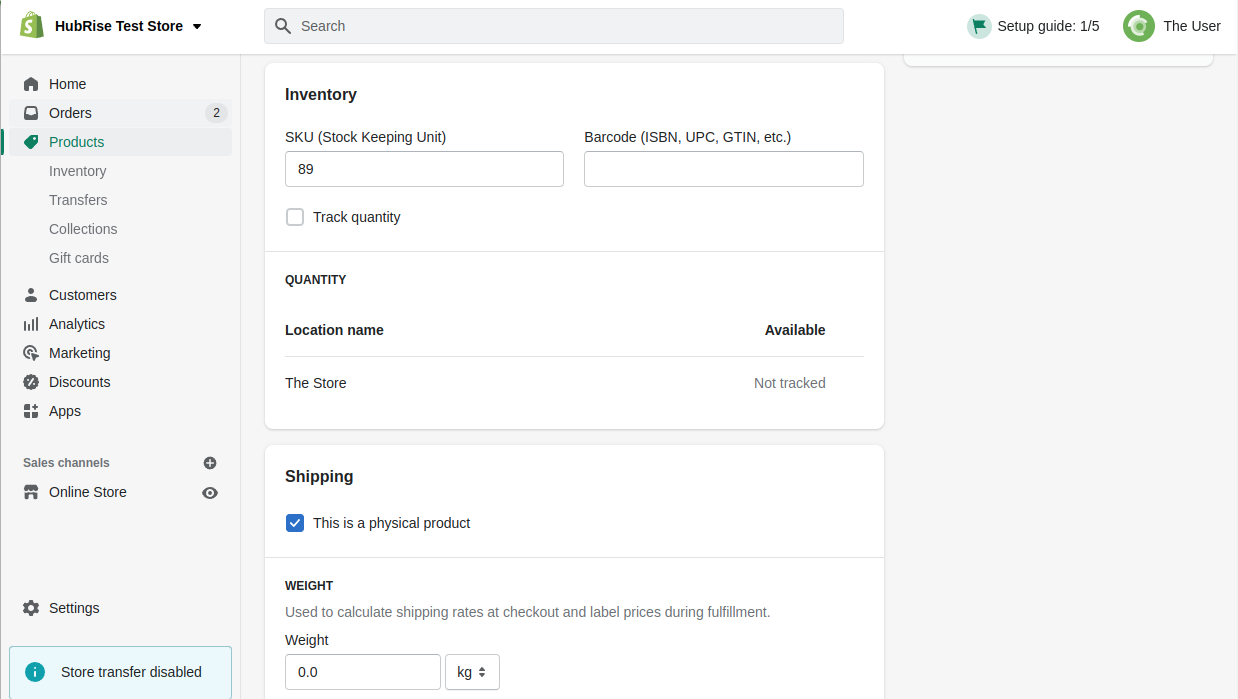 HubRise Test Store
Search
Setup guide: 1/5
The User
Home
Orders
2
Products
Inventory
Transfers
Collections
Gift cards
Customers
Analytics
Marketing
Discounts
Apps
Sales channels
Online Store
Settings
Store transfer disabled
Inventory
SKU (Stock Keeping Unit)
Barcode (ISBN, UPC, GTIN, etc.)
89
Track quantity
QUANTITY
Location name
Available
The Store
Not tracked
Shipping
This is a physical product
WEIGHT
Used to calculate shipping rates at checkout and label prices during fulfillment.
Weight
0.0
kg